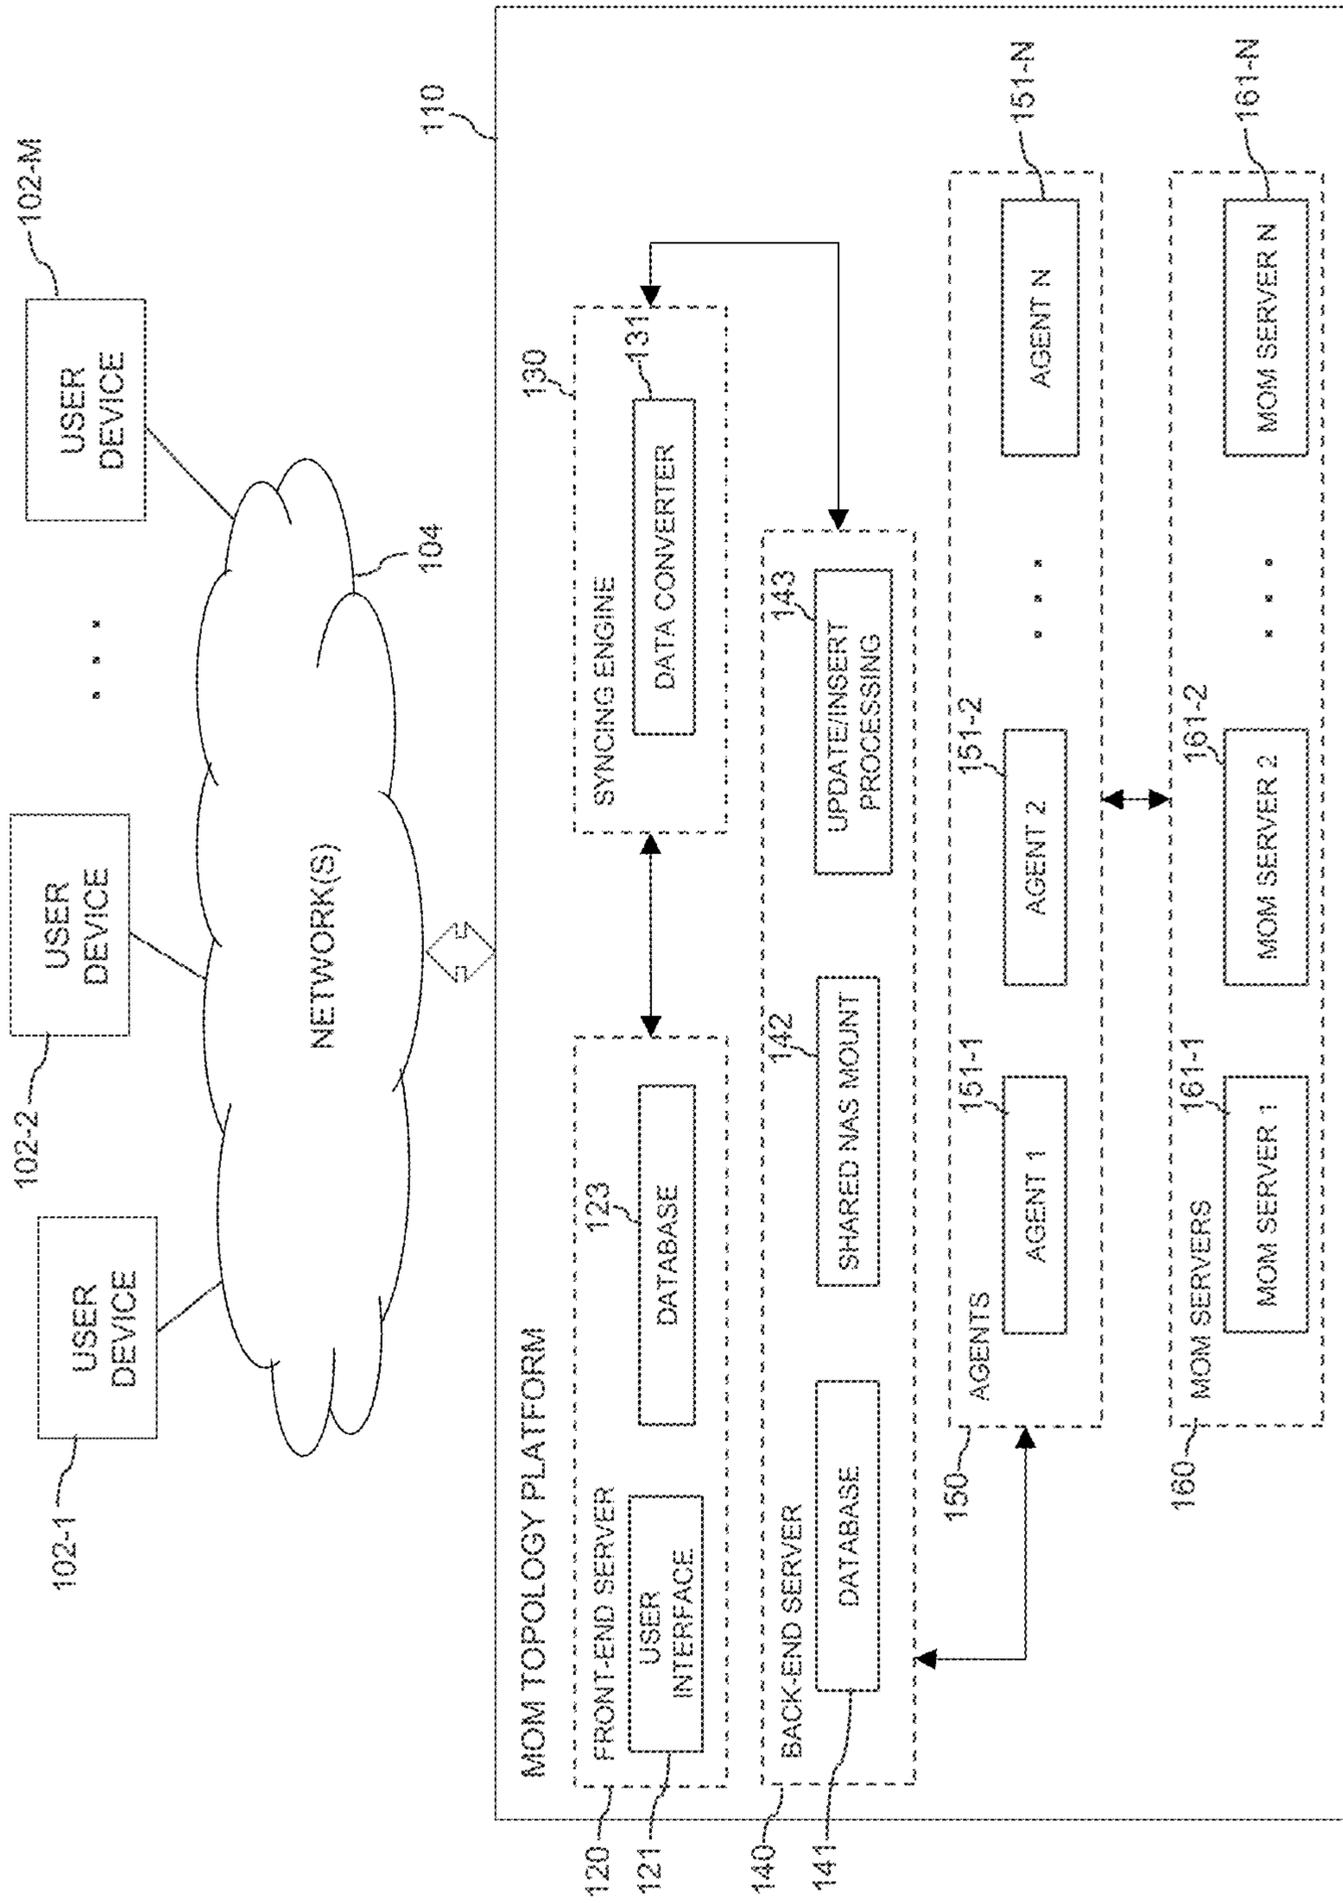 102-1
102-2
102-M
USER
DEVICE
USER
DEVICE
. . .
USER
DEVICE
NETWORK(S)
104
110
MOM TOPOLOGY PLATFORM
120
FRONT-END SERVER
121
USER
INTERFACE
123
DATABASE
130
SYNCING ENGINE
131
DATA CONVERTER
140
BACK-END SERVER
141
DATABASE
142
SHARED NAS MOUNT
143
UPDATE/INSERT
PROCESSING
150
AGENTS
151-1
AGENT 1
151-2
AGENT 2
. . .
151-N
AGENT N
160
MOM SERVERS
161-1
MOM SERVER 1
161-2
MOM SERVER 2
. . .
161-N
MOM SERVER N